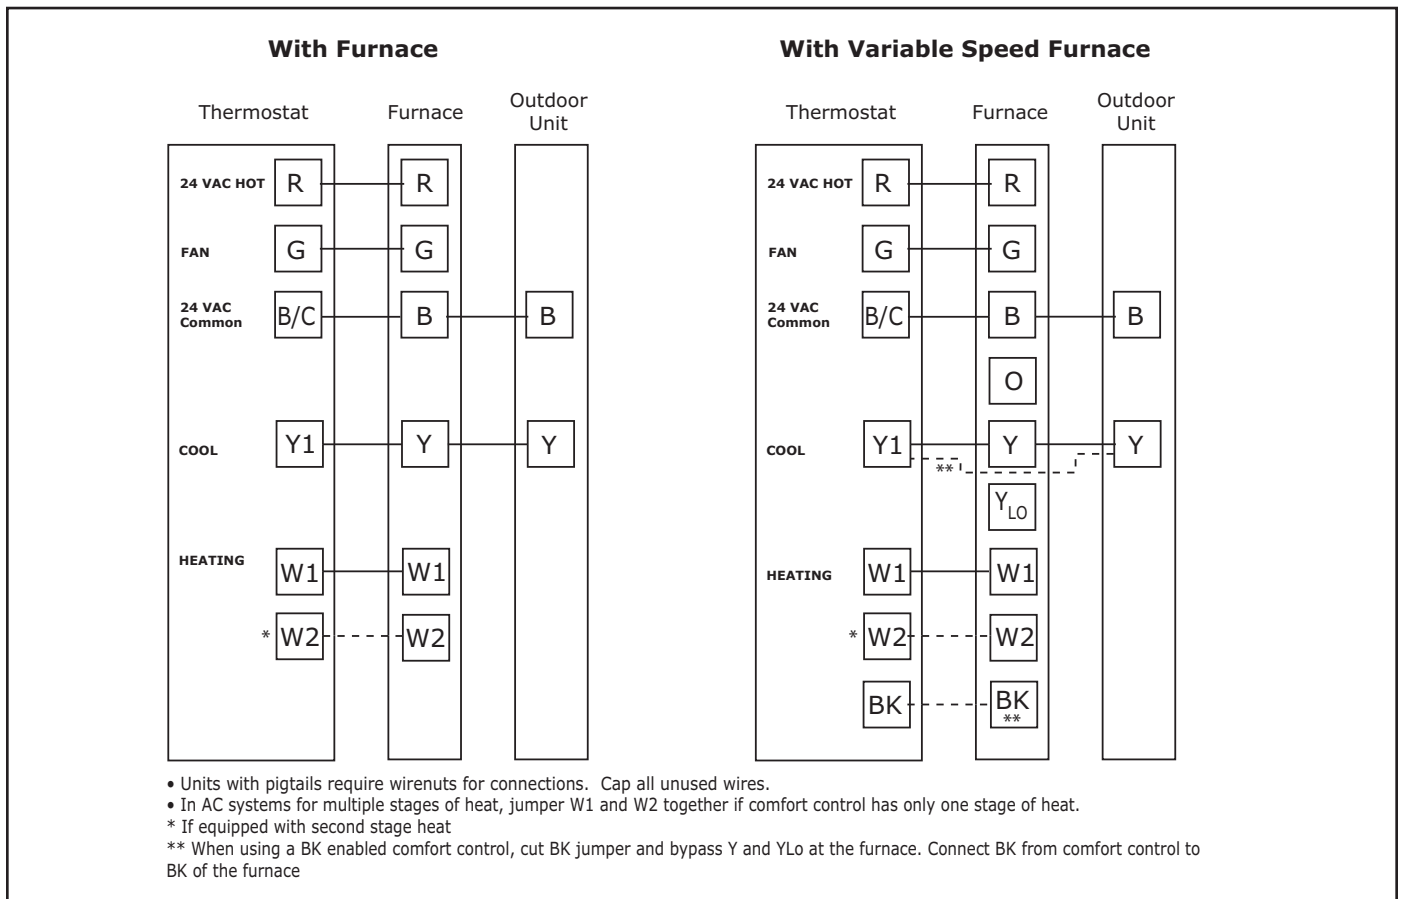 With Furnace
Thermostat
Furnace
Outdoor
Unit
24 VAC HOT R R
FAN G G
24 VAC
Common
B/C B B
COOL Y1 Y Y
HEATING W1 W1
* W2 W2
With Variable Speed Furnace
Thermostat
Furnace
Outdoor
Unit
24 VAC HOT R R
FAN G G
24 VAC
Common
B/C B B
O
COOL Y1 Y Y
**
YLO
HEATING W1 W1
* W2 W2
BK BK
**
• Units with pigtails require wirenuts for connections. Cap all unused wires.
• In AC systems for multiple stages of heat, jumper W1 and W2 together if comfort control has only one stage of heat.
* If equipped with second stage heat
** When using a BK enabled comfort control, cut BK jumper and bypass Y and YLo at the furnace. Connect BK from comfort control to
BK of the furnace